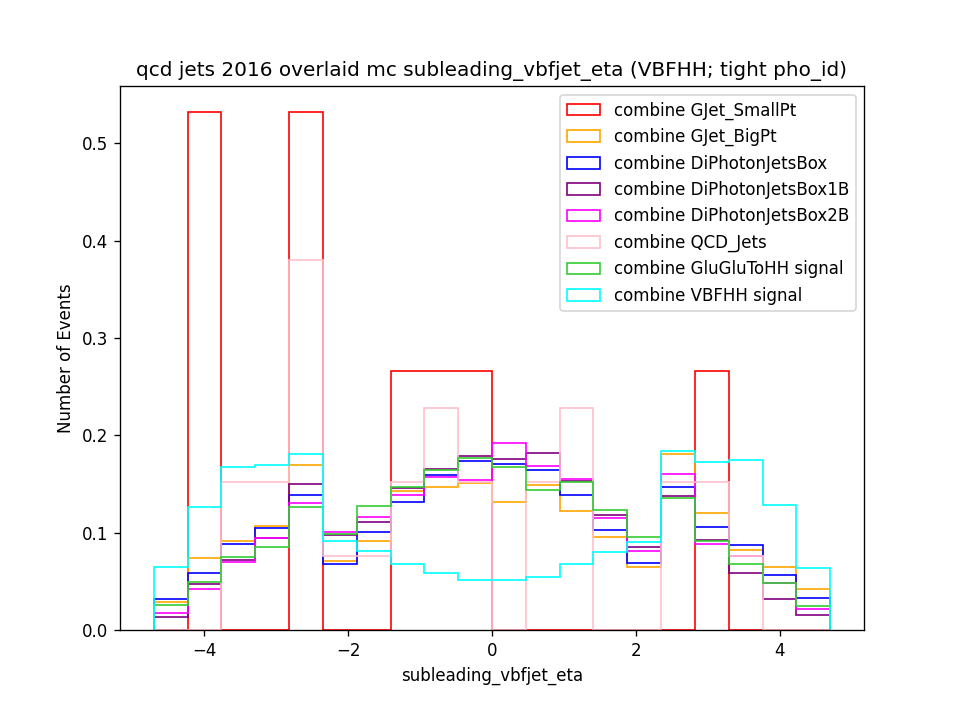 qcd jets 2016 overlaid mc subleading_vbfjet_eta (VBFHH; tight pho_id)
combine GJet_SmallPt
combine GJet_BigPt
combine DiPhotonJetsBox
combine DiPhotonJetsBox1B
combine DiPhotonJetsBox2B
combine QCD_Jets
combine GluGluToHH signal
combine VBFHH signal
Number of Events
0.5
0.4
0.3
0.2
0.1
0.0
−4 −2 0 2 4
subleading_vbfjet_eta